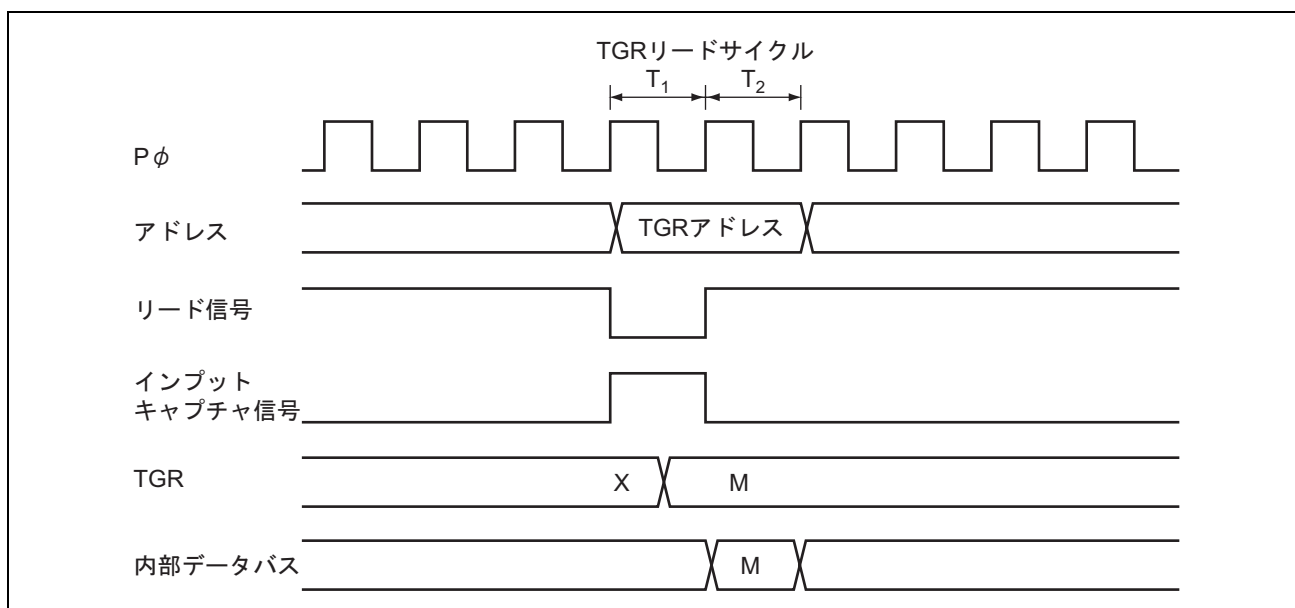 TGRリードサイクル
T1 T2
Pφ
アドレス TGRアドレス
リード信号
インプット
キャプチャ信号
TGR X M
内部データバス M